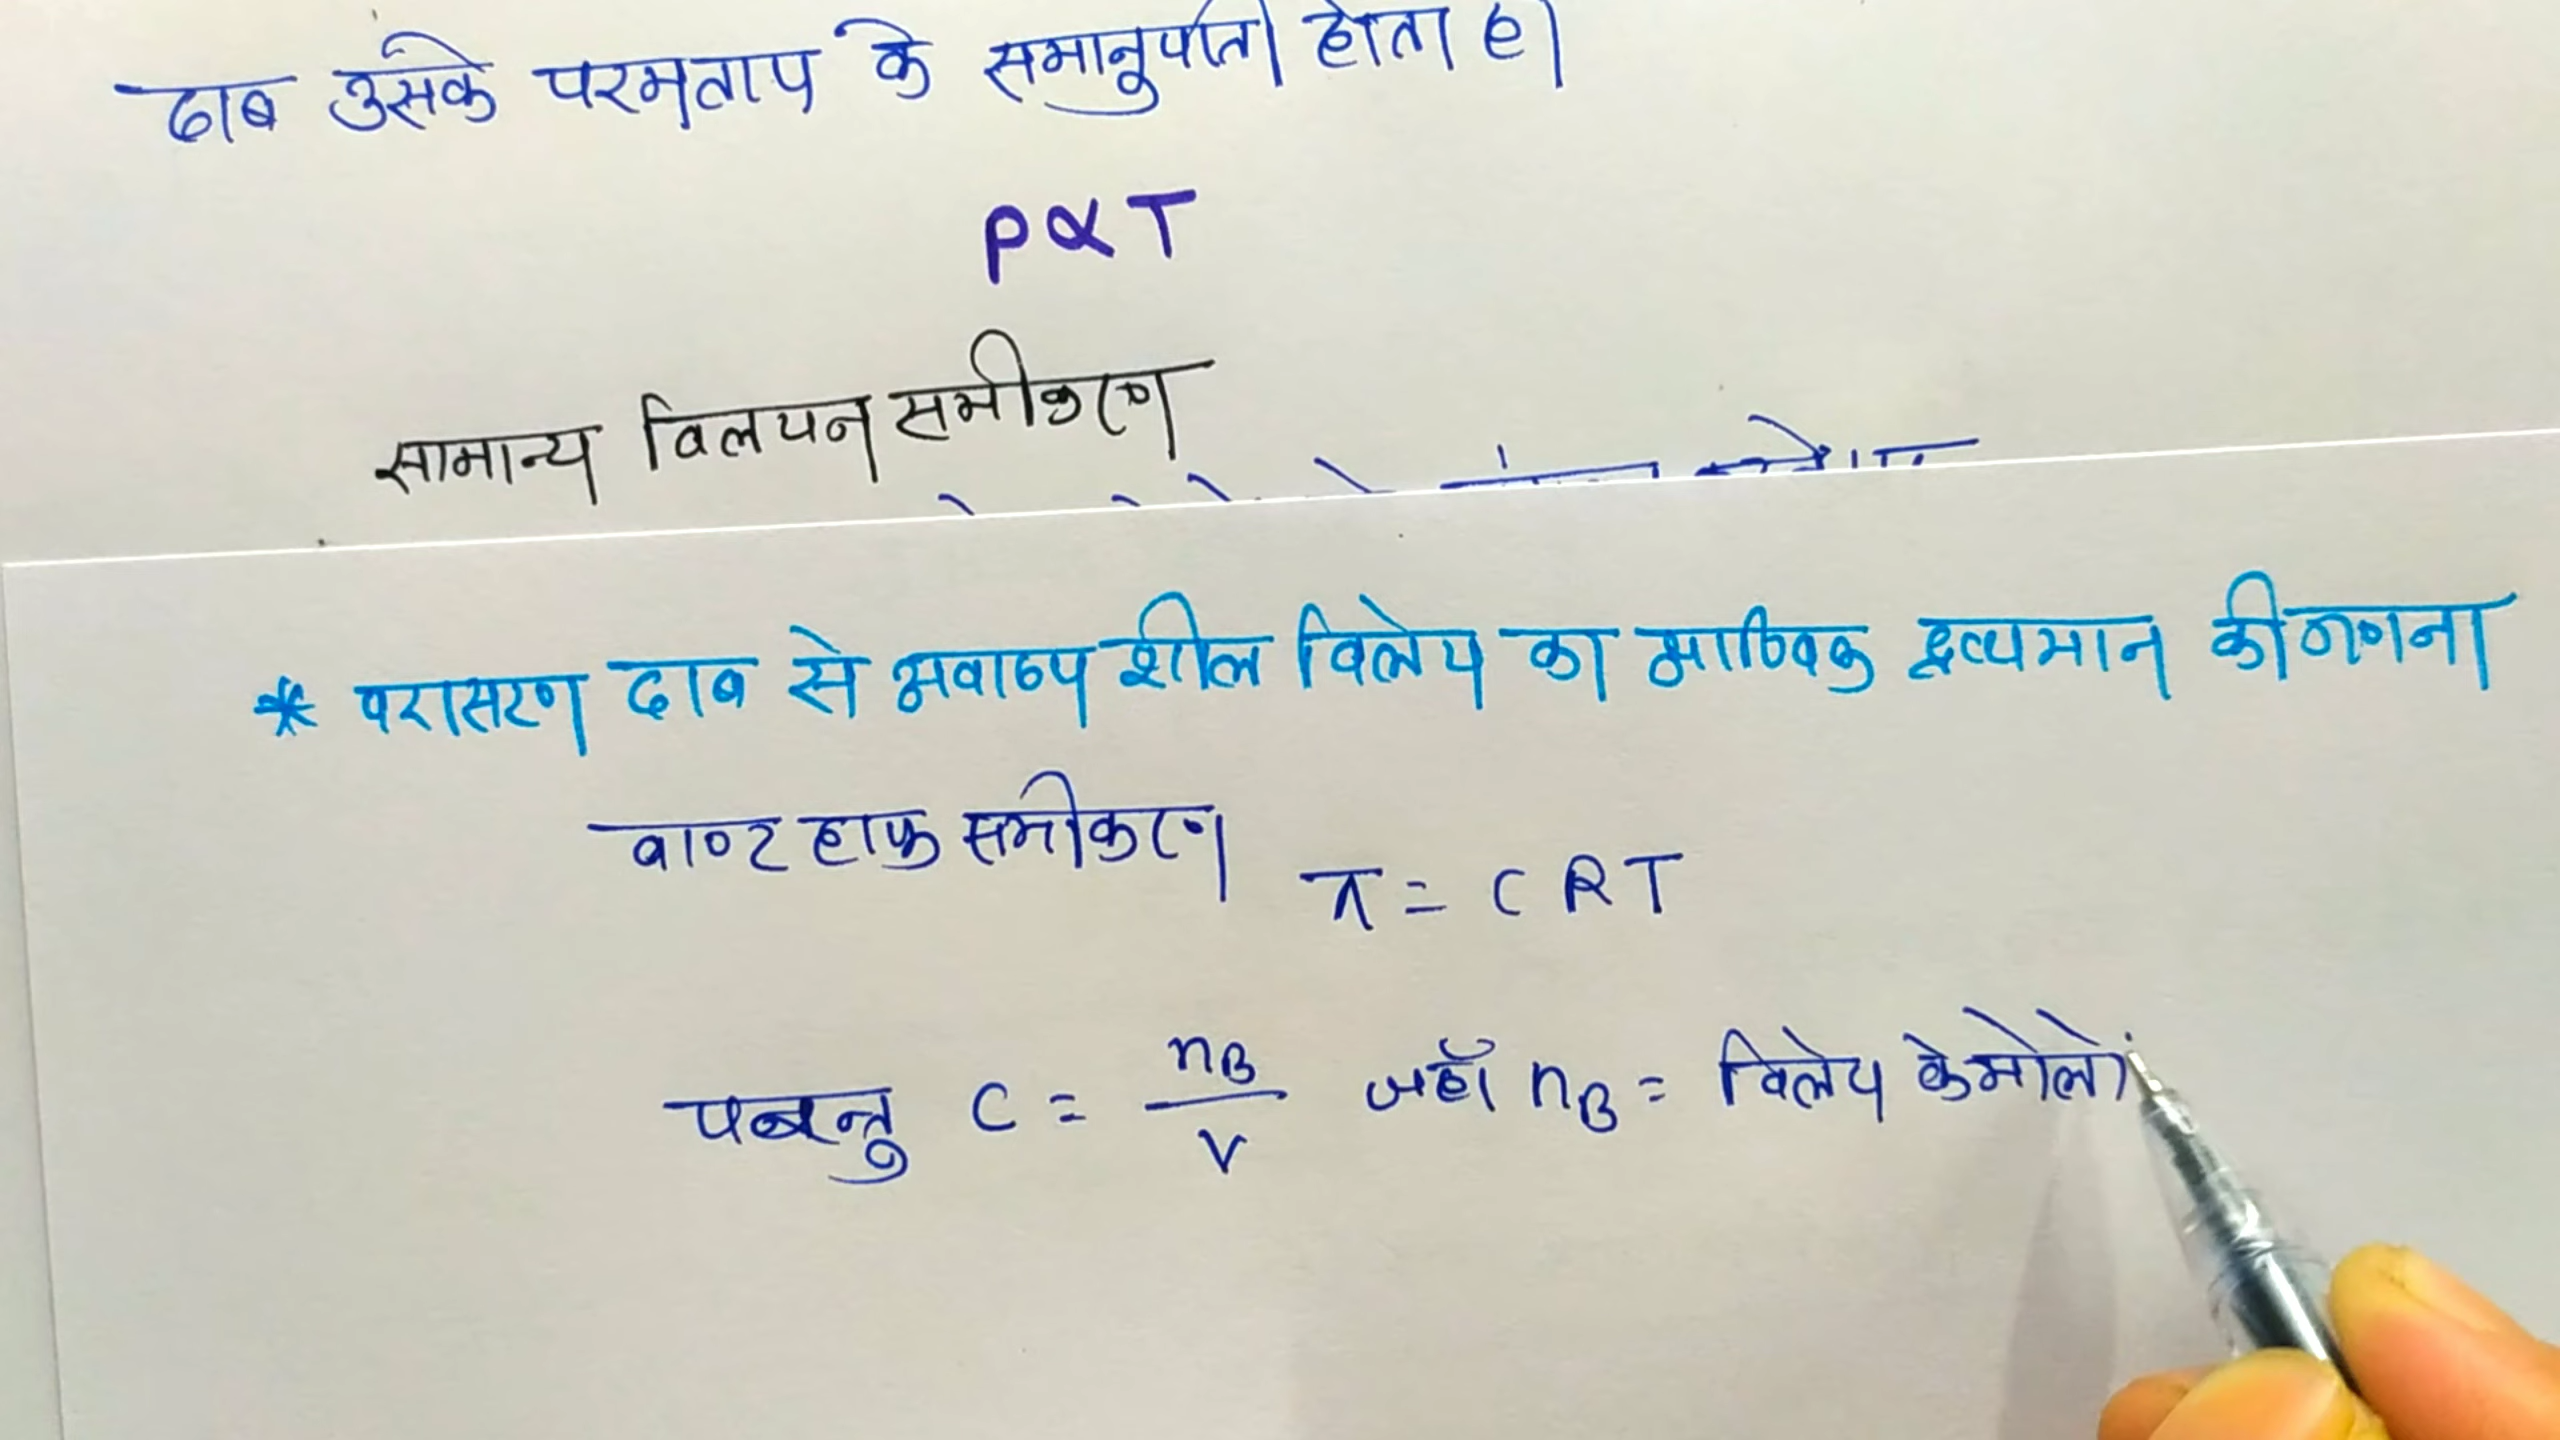 दाब उसके परमताप के समानुपाती होता है।
P∝T
सामान्य विलयन समीकरण
* परासरण दाब से अवाष्पशील विलेय का आण्विक द्रव्यमान की गणना
वाण्ट हाफ समीकरण π = CRT
परन्तु C = nB/V जहाँ nB = विलेय के मोलों